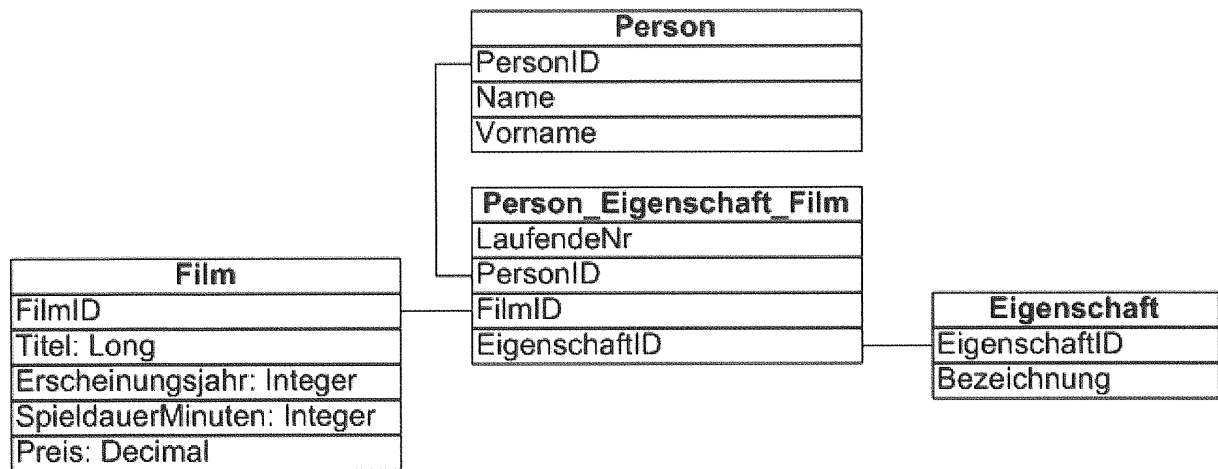 Person
PersonID
Name
Vorname
Person_Eigenschaft_Film
LaufendeNr
PersonID
FilmID
EigenschaftID
Film
FilmID
Titel: Long
Erscheinungsjahr: Integer
SpieldauerMinuten: Integer
Preis: Decimal
Eigenschaft
EigenschaftID
Bezeichnung